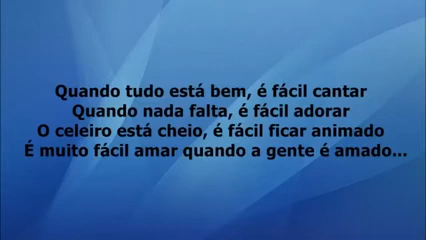 Quando tudo está bem, é fácil cantar
Quando nada falta, é fácil adorar
O celeiro está cheio, é fácil ficar animado
É muito fácil amar quando a gente é amado...